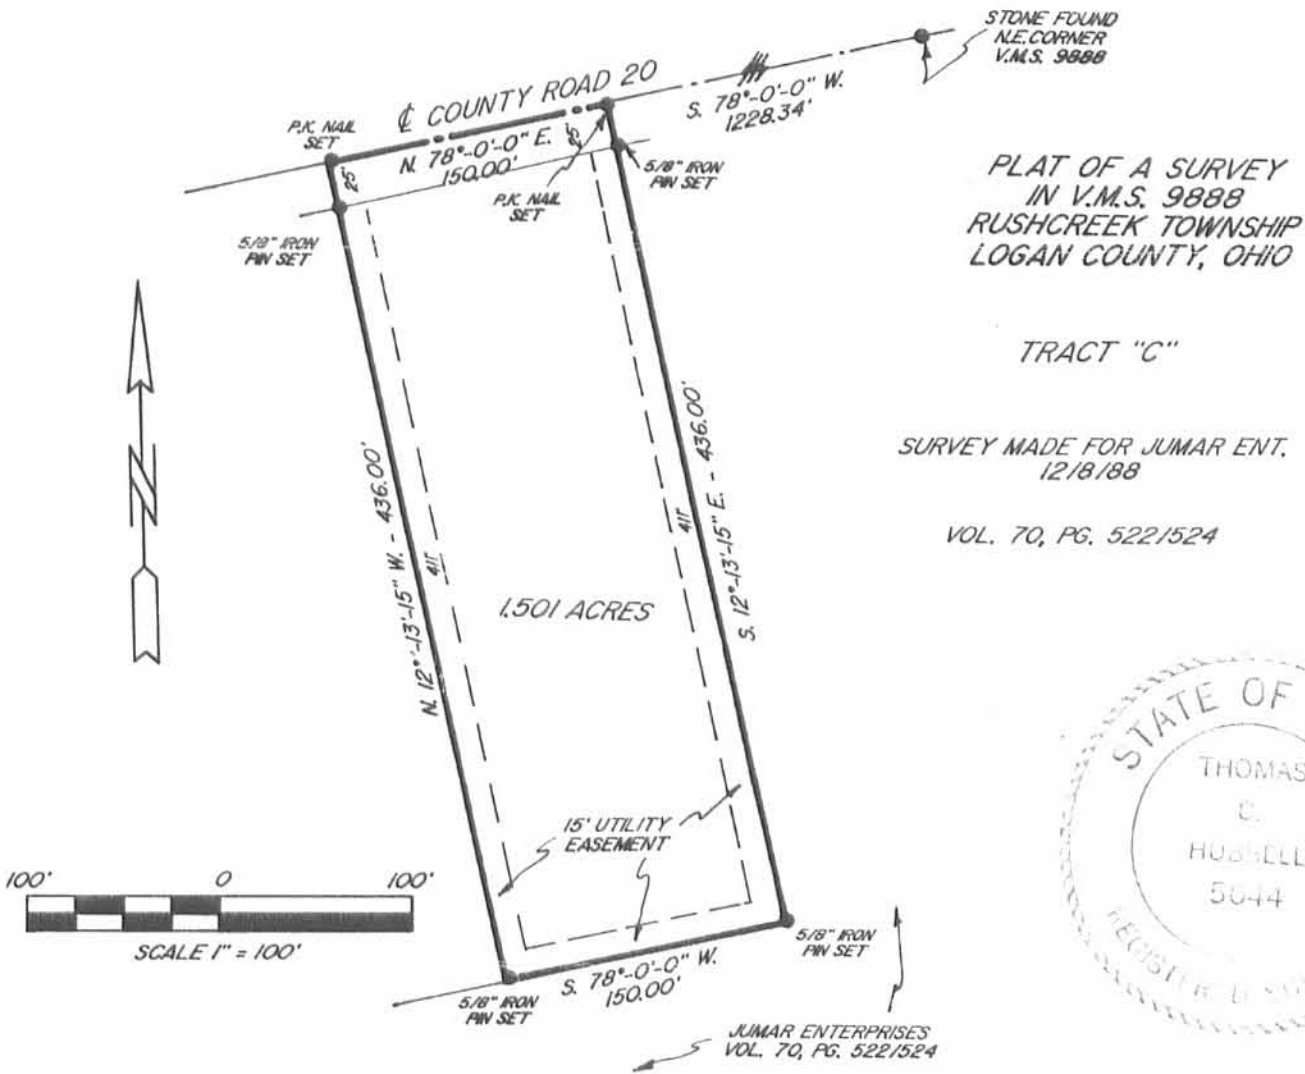 STONE FOUND
N.E. CORNER
V.M.S. 9888
℄ COUNTY ROAD 20
S. 78°-0'-0" W.
1228.34'
P.K. NAIL
SET
N. 78°-0'-0" E.
150.00'
25'
25'
5/8" IRON
PIN SET
P.K. NAIL
SET
5/8" IRON
PIN SET
PLAT OF A SURVEY
IN V.M.S. 9888
RUSHCREEK TOWNSHIP
LOGAN COUNTY, OHIO
TRACT "C"
SURVEY MADE FOR JUMAR ENT.
12/8/88
VOL. 70, PG. 522/524
N
N. 12°-13'-15" W. - 436.00'
411'
411'
S. 12°-13'-15" E. - 436.00'
1.501 ACRES
15' UTILITY
EASEMENT
100' 0 100'
SCALE 1" = 100'
5/8" IRON
PIN SET
S. 78°-0'-0" W.
150.00'
5/8" IRON
PIN SET
JUMAR ENTERPRISES
VOL. 70, PG. 522/524
STATE OF
THOMAS
5044